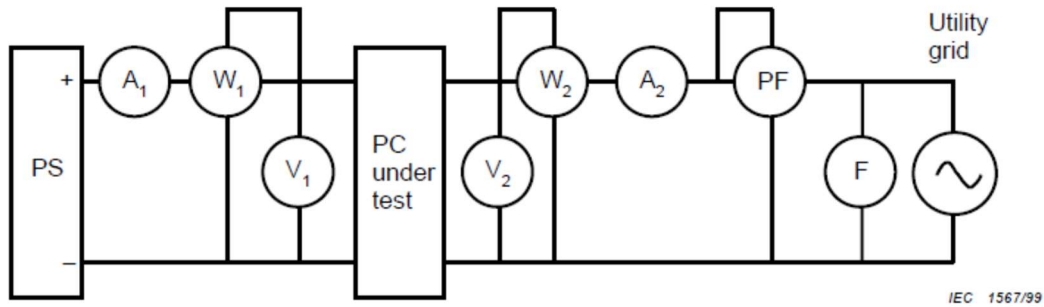 Utility
grid
+
A1
W1
W2
A2
PF
PS
V1
PC
under
test
V2
F
–
IEC 1567/99